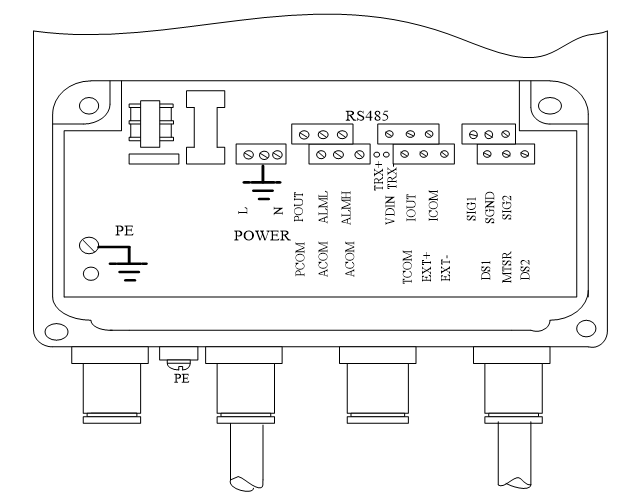 RS485
TRX+
TRX
L
N
POUT
ALML
ALMH
VDIN
IOUT
ICOM
SIG1
SGND
SIG2
PE
POWER
PCOM
ACOM
ACOM
TCOM
EXT+
EXT-
DS1
MTSR
DS2
PE